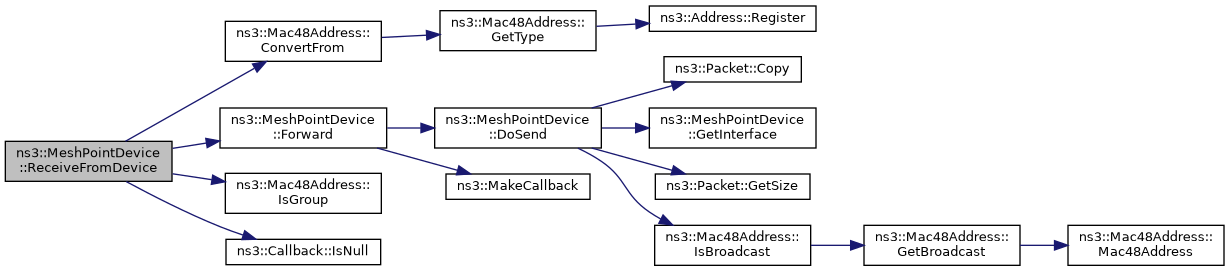 ns3::MeshPointDevice
::ReceiveFromDevice
ns3::Mac48Address::
ConvertFrom
ns3::Mac48Address::
GetType
ns3::Address::Register
ns3::MeshPointDevice
::Forward
ns3::MeshPointDevice
::DoSend
ns3::Packet::Copy
ns3::MeshPointDevice
::GetInterface
ns3::MakeCallback
ns3::Packet::GetSize
ns3::Mac48Address::
IsGroup
ns3::Callback::IsNull
ns3::Mac48Address::
IsBroadcast
ns3::Mac48Address::
GetBroadcast
ns3::Mac48Address::
Mac48Address